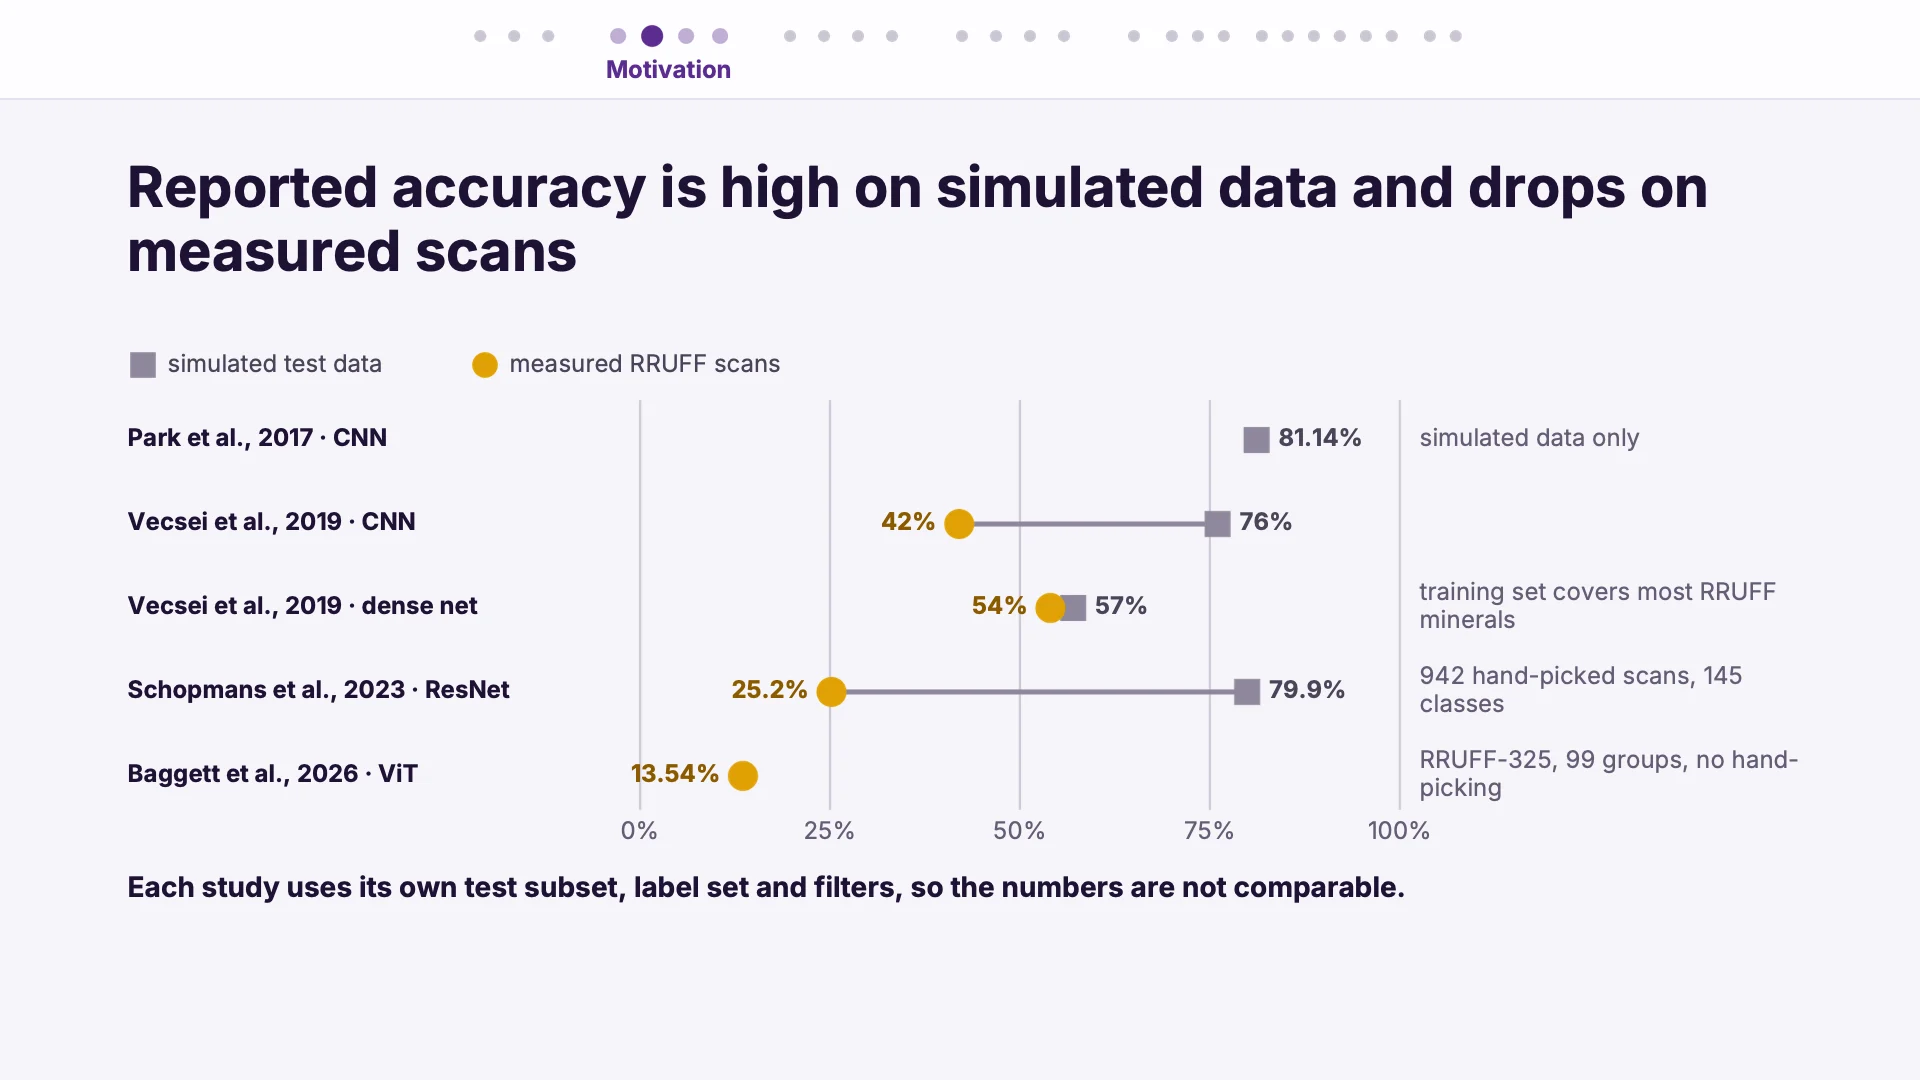 Motivation
Reported accuracy is high on simulated data and drops on
measured scans
simulated test data
measured RRUFF scans
Park et al., 2017 · CNN
81.14%
simulated data only
Vecsei et al., 2019 · CNN
42%
76%
Vecsei et al., 2019 · dense net
54%
57%
training set covers most RRUFF
minerals
Schopmans et al., 2023 · ResNet
25.2%
79.9%
942 hand-picked scans, 145
classes
Baggett et al., 2026 · ViT
13.54%
RRUFF-325, 99 groups, no hand-
picking
0%
25%
50%
75%
100%
Each study uses its own test subset, label set and filters, so the numbers are not comparable.